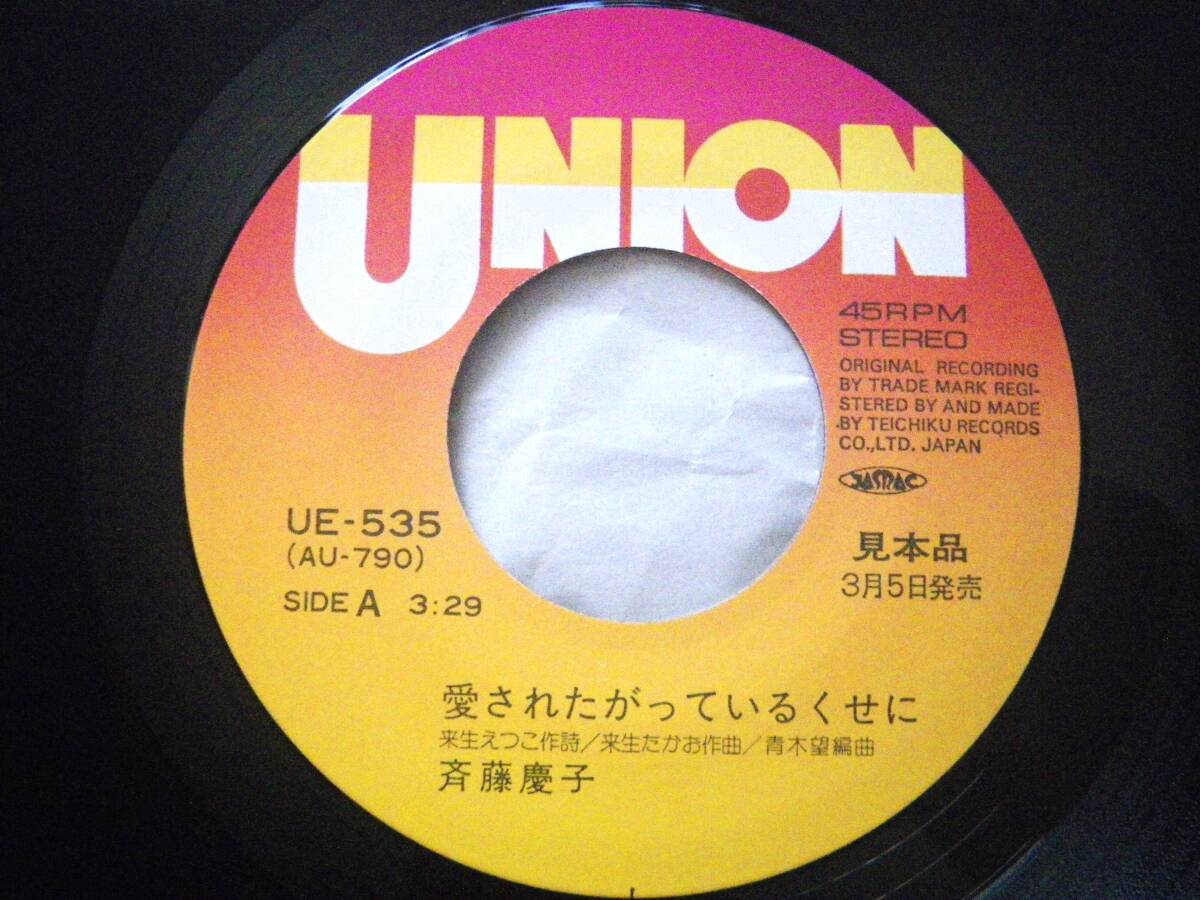 UNION
45RPM
STEREO
ORIGINAL RECORDING
BY TRADE MARK REGI-
STERED BY AND MADE
BY TEICHIKU RECORDS
CO.,LTD. JAPAN
JASRAC
UE-535
(AU-790)
SIDE A 3:29
見本品
3月5日発売
愛されたがっているくせに
来生えつこ作詩/来生たかお作曲/青木望編曲
斉藤慶子